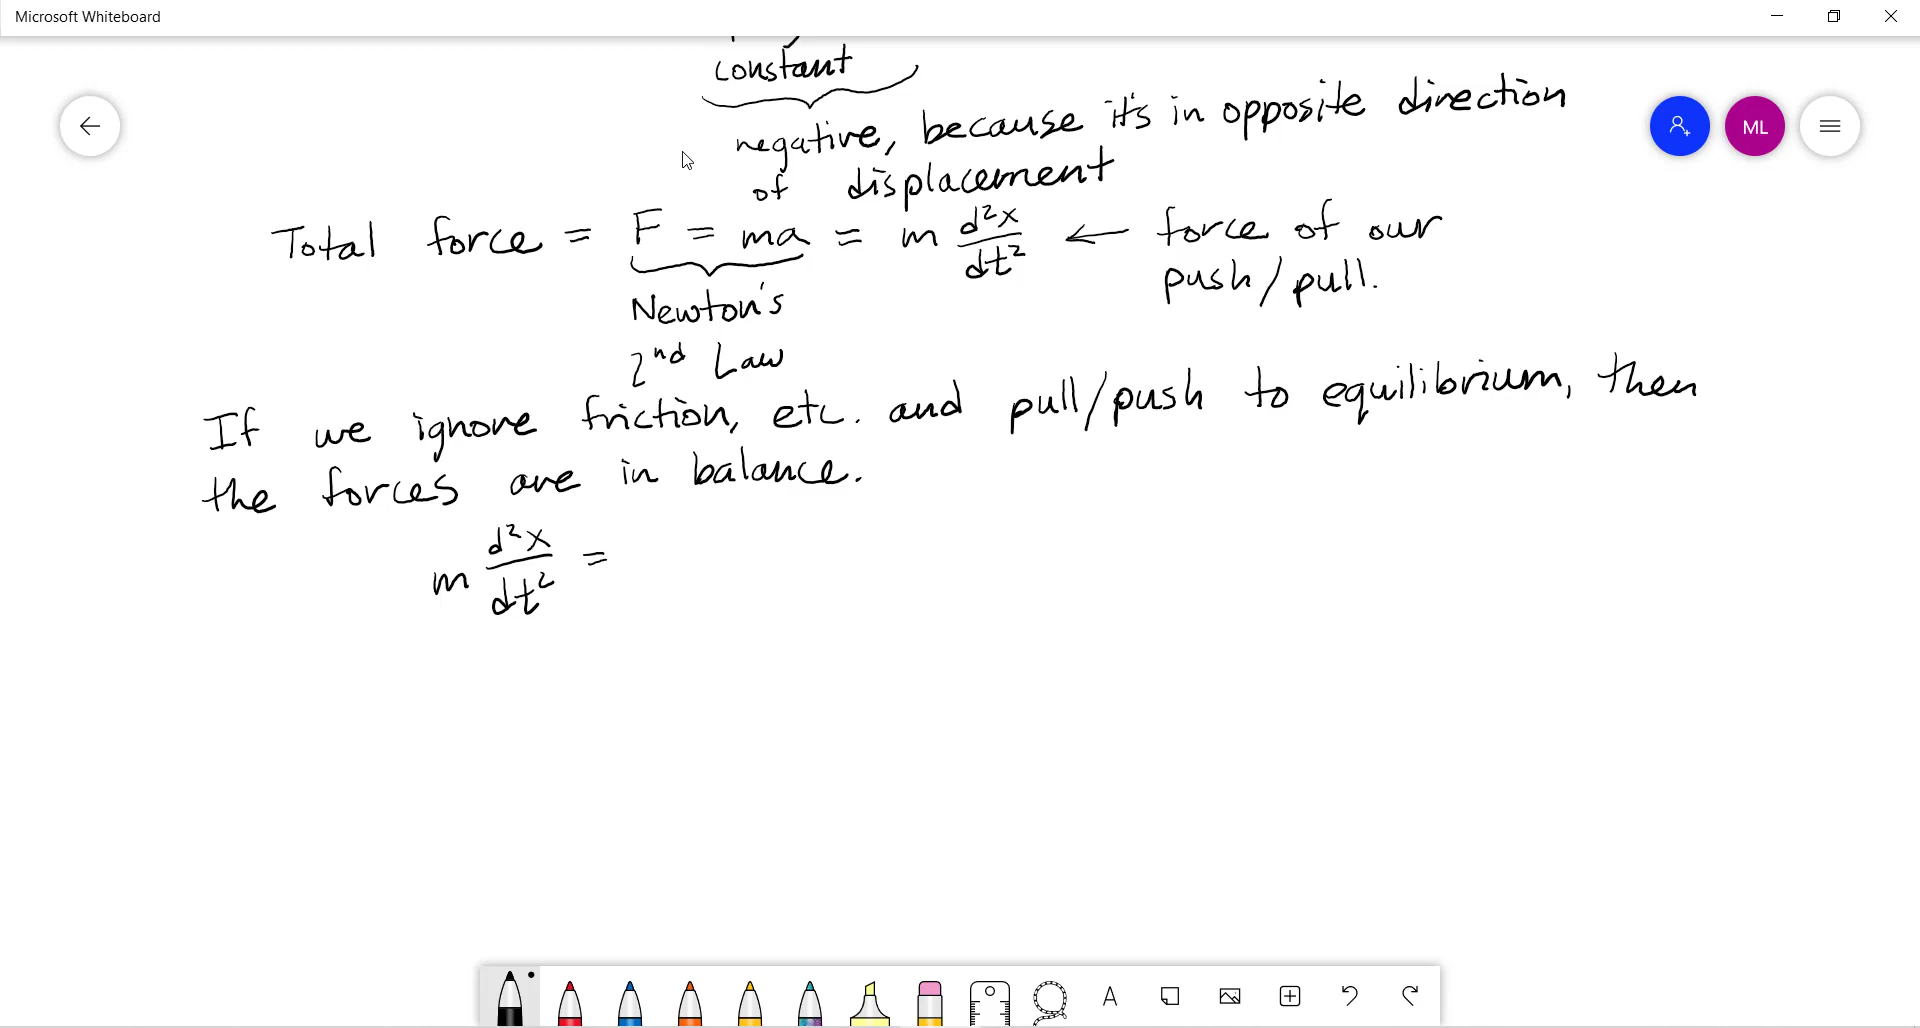 Microsoft Whiteboard
constant
negative, because it's in opposite direction
of displacement
ML
Total force = F = ma = m d²x/dt² ← force of our
push/pull.
Newton's
2nd Law
If we ignore friction, etc. and pull/push to equilibrium, then
the forces are in balance.
m d²x/dt² =
A